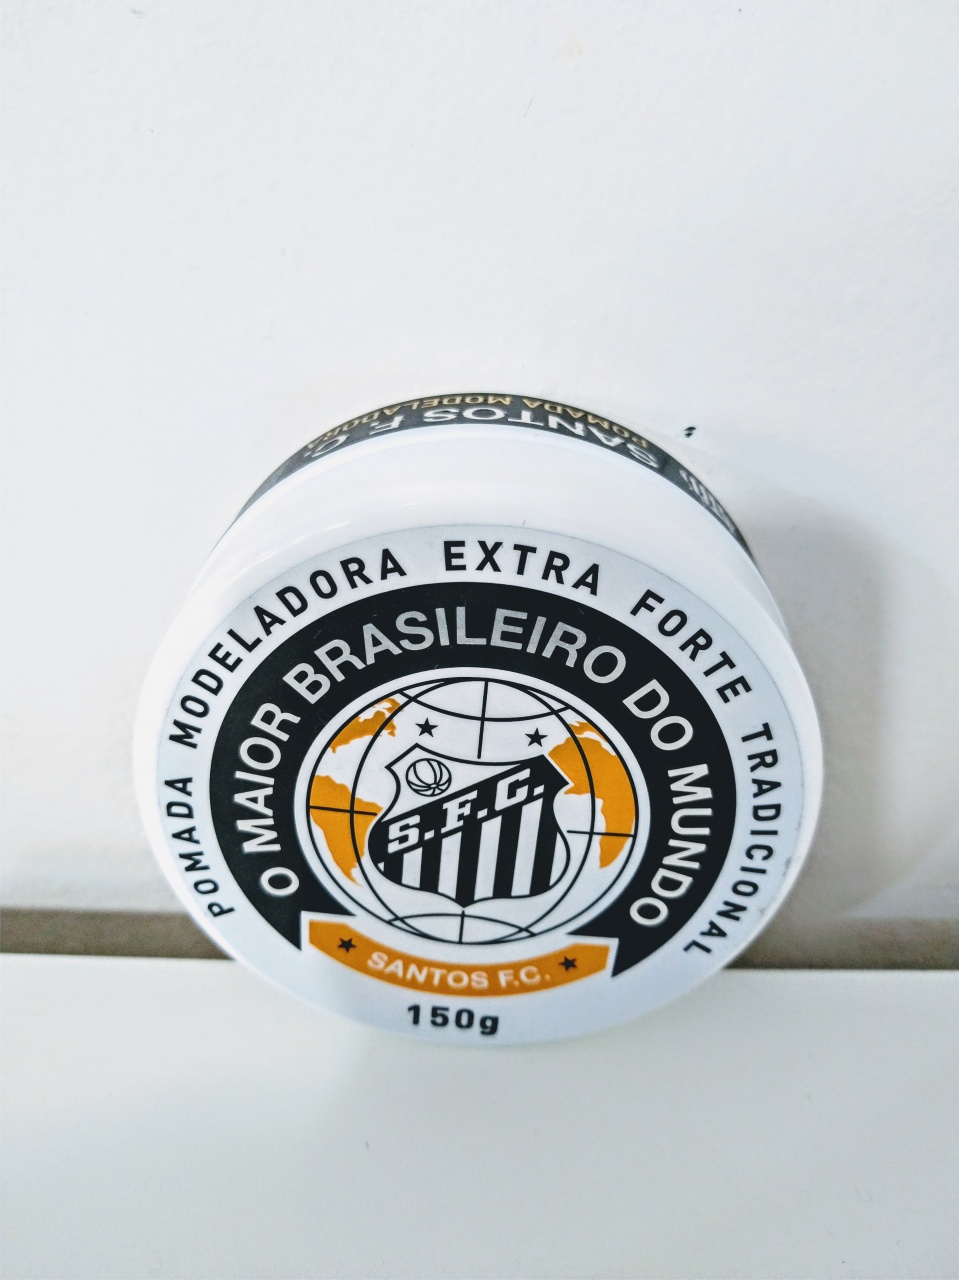 SANTOS F. C.
POMADA MODELADORA
POMADA MODELADORA EXTRA FORTE TRADICIONAL
O MAIOR BRASILEIRO DO MUNDO
S.F.C.
SANTOS F.C.
150g